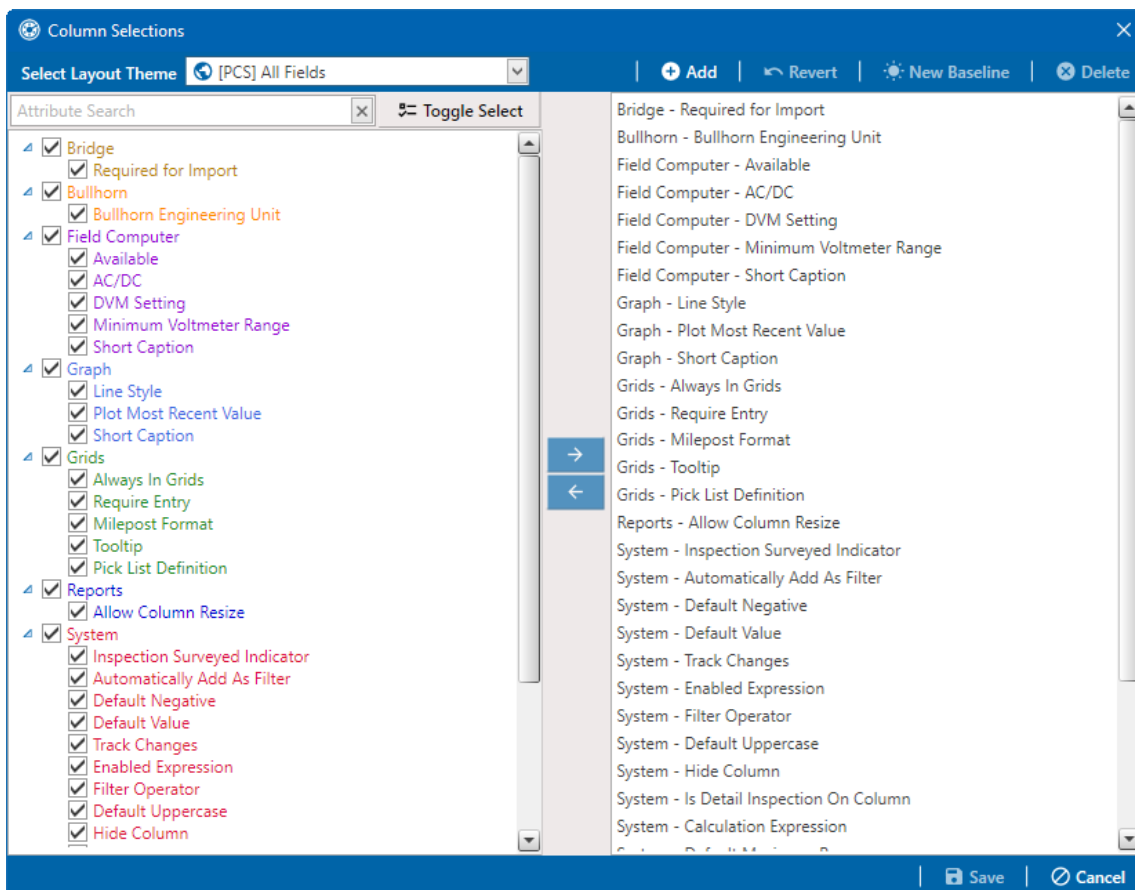 Column Selections
Select Layout Theme [PCS] All Fields Add Revert New Baseline Delete
Attribute Search Toggle Select
Bridge
Required for Import
Bullhorn
Bullhorn Engineering Unit
Field Computer
Available
AC/DC
DVM Setting
Minimum Voltmeter Range
Short Caption
Graph
Line Style
Plot Most Recent Value
Short Caption
Grids
Always In Grids
Require Entry
Milepost Format
Tooltip
Pick List Definition
Reports
Allow Column Resize
System
Inspection Surveyed Indicator
Automatically Add As Filter
Default Negative
Default Value
Track Changes
Enabled Expression
Filter Operator
Default Uppercase
Hide Column
Bridge - Required for Import
Bullhorn - Bullhorn Engineering Unit
Field Computer - Available
Field Computer - AC/DC
Field Computer - DVM Setting
Field Computer - Minimum Voltmeter Range
Field Computer - Short Caption
Graph - Line Style
Graph - Plot Most Recent Value
Graph - Short Caption
Grids - Always In Grids
Grids - Require Entry
Grids - Milepost Format
Grids - Tooltip
Grids - Pick List Definition
Reports - Allow Column Resize
System - Inspection Surveyed Indicator
System - Automatically Add As Filter
System - Default Negative
System - Default Value
System - Track Changes
System - Enabled Expression
System - Filter Operator
System - Default Uppercase
System - Hide Column
System - Is Detail Inspection On Column
System - Calculation Expression
Save Cancel